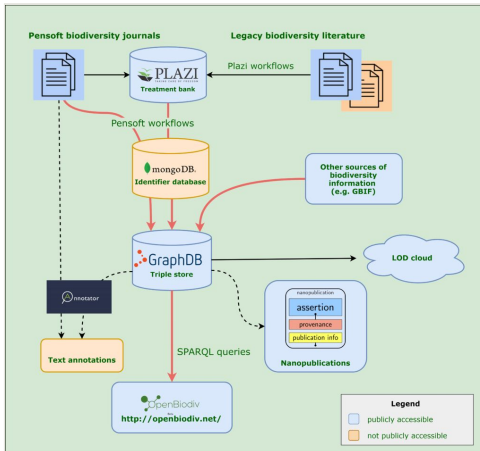 Pensoft biodiversity journals
Legacy biodiversity literature
PLAZI
Treatment bank
Plazi workflows
Pensoft workflows
mongoDB.
Identifier database
Other sources of
biodiversity
information
(e.g. GBIF)
GraphDB
Triple store
LOD cloud
Annotator
nanopublication
assertion
provenance
publication info
Nanopublications
Text annotations
SPARQL queries
OpenBiodiv
http://openbiodiv.net/
Legend
publicly accessible
not publicly accessible